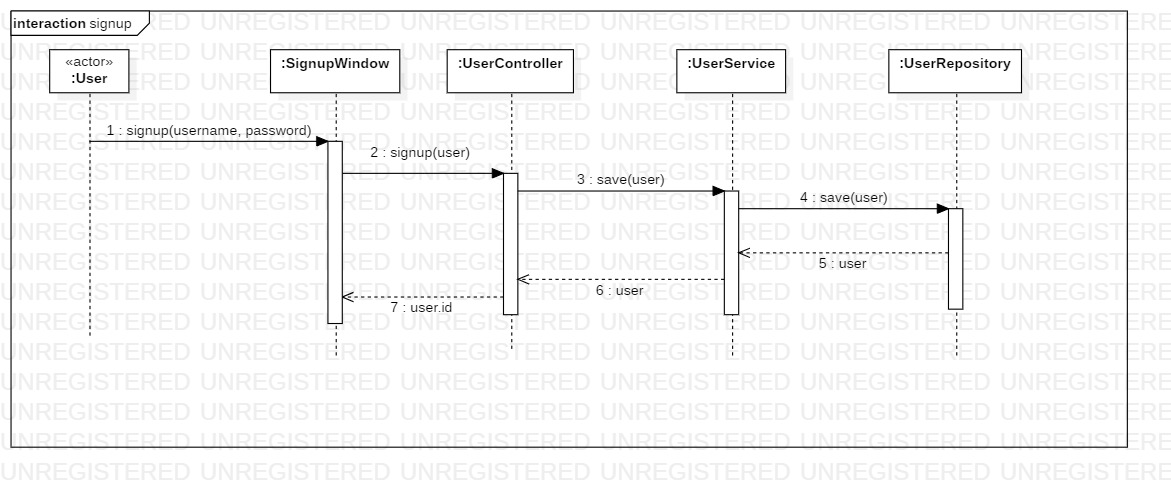 interaction signup
«actor»
:User
:SignupWindow
:UserController
:UserService
:UserRepository
1 : signup(username, password)
2 : signup(user)
3 : save(user)
4 : save(user)
5 : user
6 : user
7 : user.id
UNREGISTERED UNREGISTERED UNREGISTERED UNREGISTERED UNREGISTERED UNREGISTERED